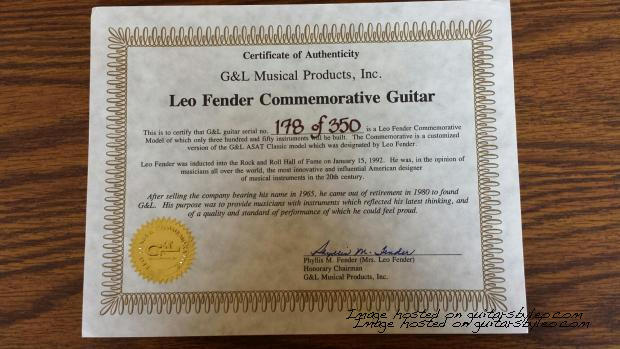 Certificate of Authenticity
G&L Musical Products, Inc.
Leo Fender Commemorative Guitar
This is to certify that G&L guitar serial no. 178 of 350 is a Leo Fender Commemorative
Model of which only three hundred and fifty instruments will be built. The Commemorative is a customized
version of the G&L ASAT Classic model which was designated by Leo Fender.
Leo Fender was inducted into the Rock and Roll Hall of Fame on January 15, 1992. He was, in the opinion of
musicians all over the world, the most innovative and influential American designer
of musical instruments in the 20th century.
After selling the company bearing his name in 1965, he came out of retirement in 1980 to found
G&L. His purpose was to provide musicians with instruments which reflected his latest thinking, and
of a quality and standard of performance of which he could feel proud.
Phyllis M. Fender
Phyllis M. Fender (Mrs. Leo Fender)
Honorary Chairman
G&L Musical Products, Inc.
Image hosted on guitar-styleo.com
Image hosted on guitar-styleo.com